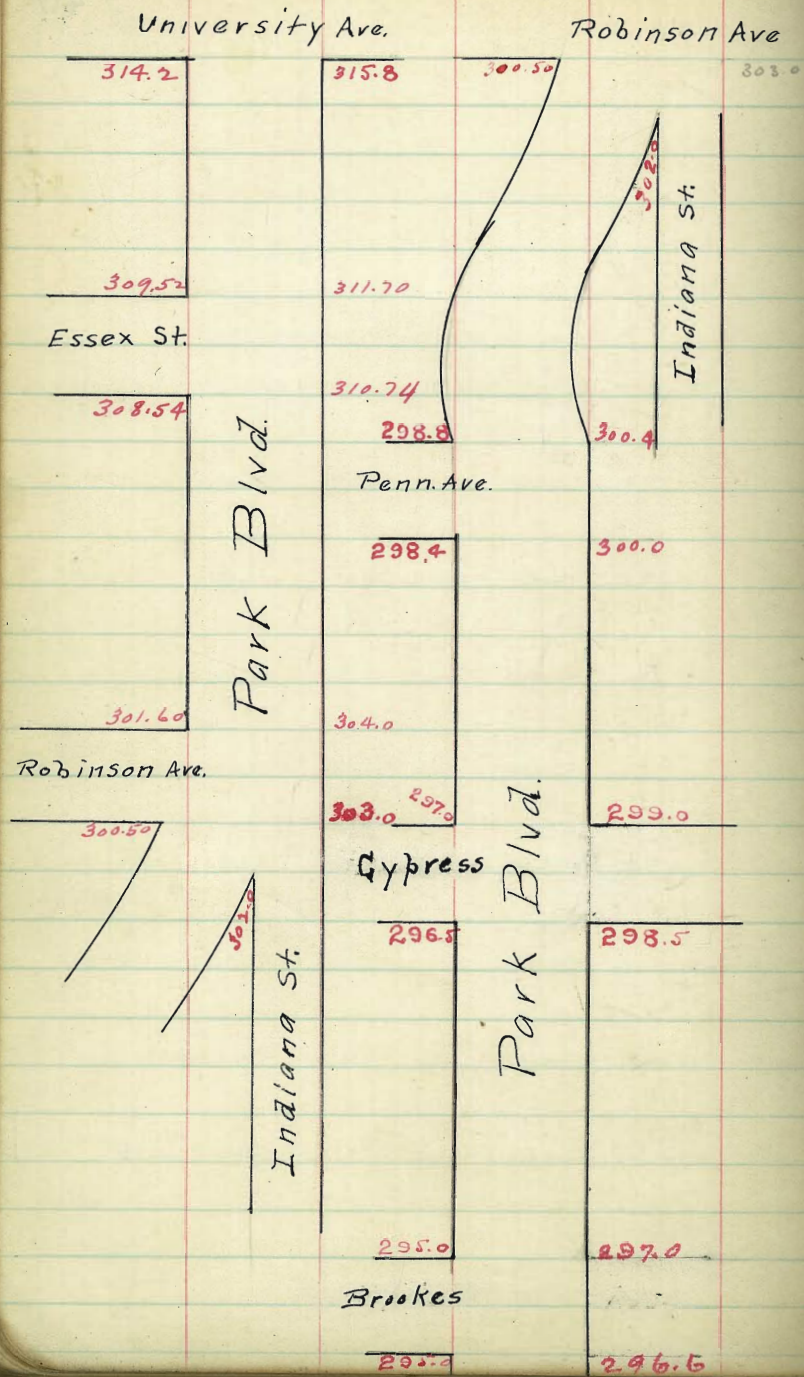 University Ave.
Robinson Ave
314.2
315.8
300.50
303.0
302.0
Indiana St.
309.52
311.70
Essex St.
310.74
308.54
298.8
300.4
Park Blvd.
Penn. Ave.
298.4
300.0
301.60
304.0
Robinson Ave.
300.50
303.0
297.0
299.0
Cypress
302.0
296.5
298.5
Park Blvd.
Indiana St.
295.0
297.0
Brookes
296.6